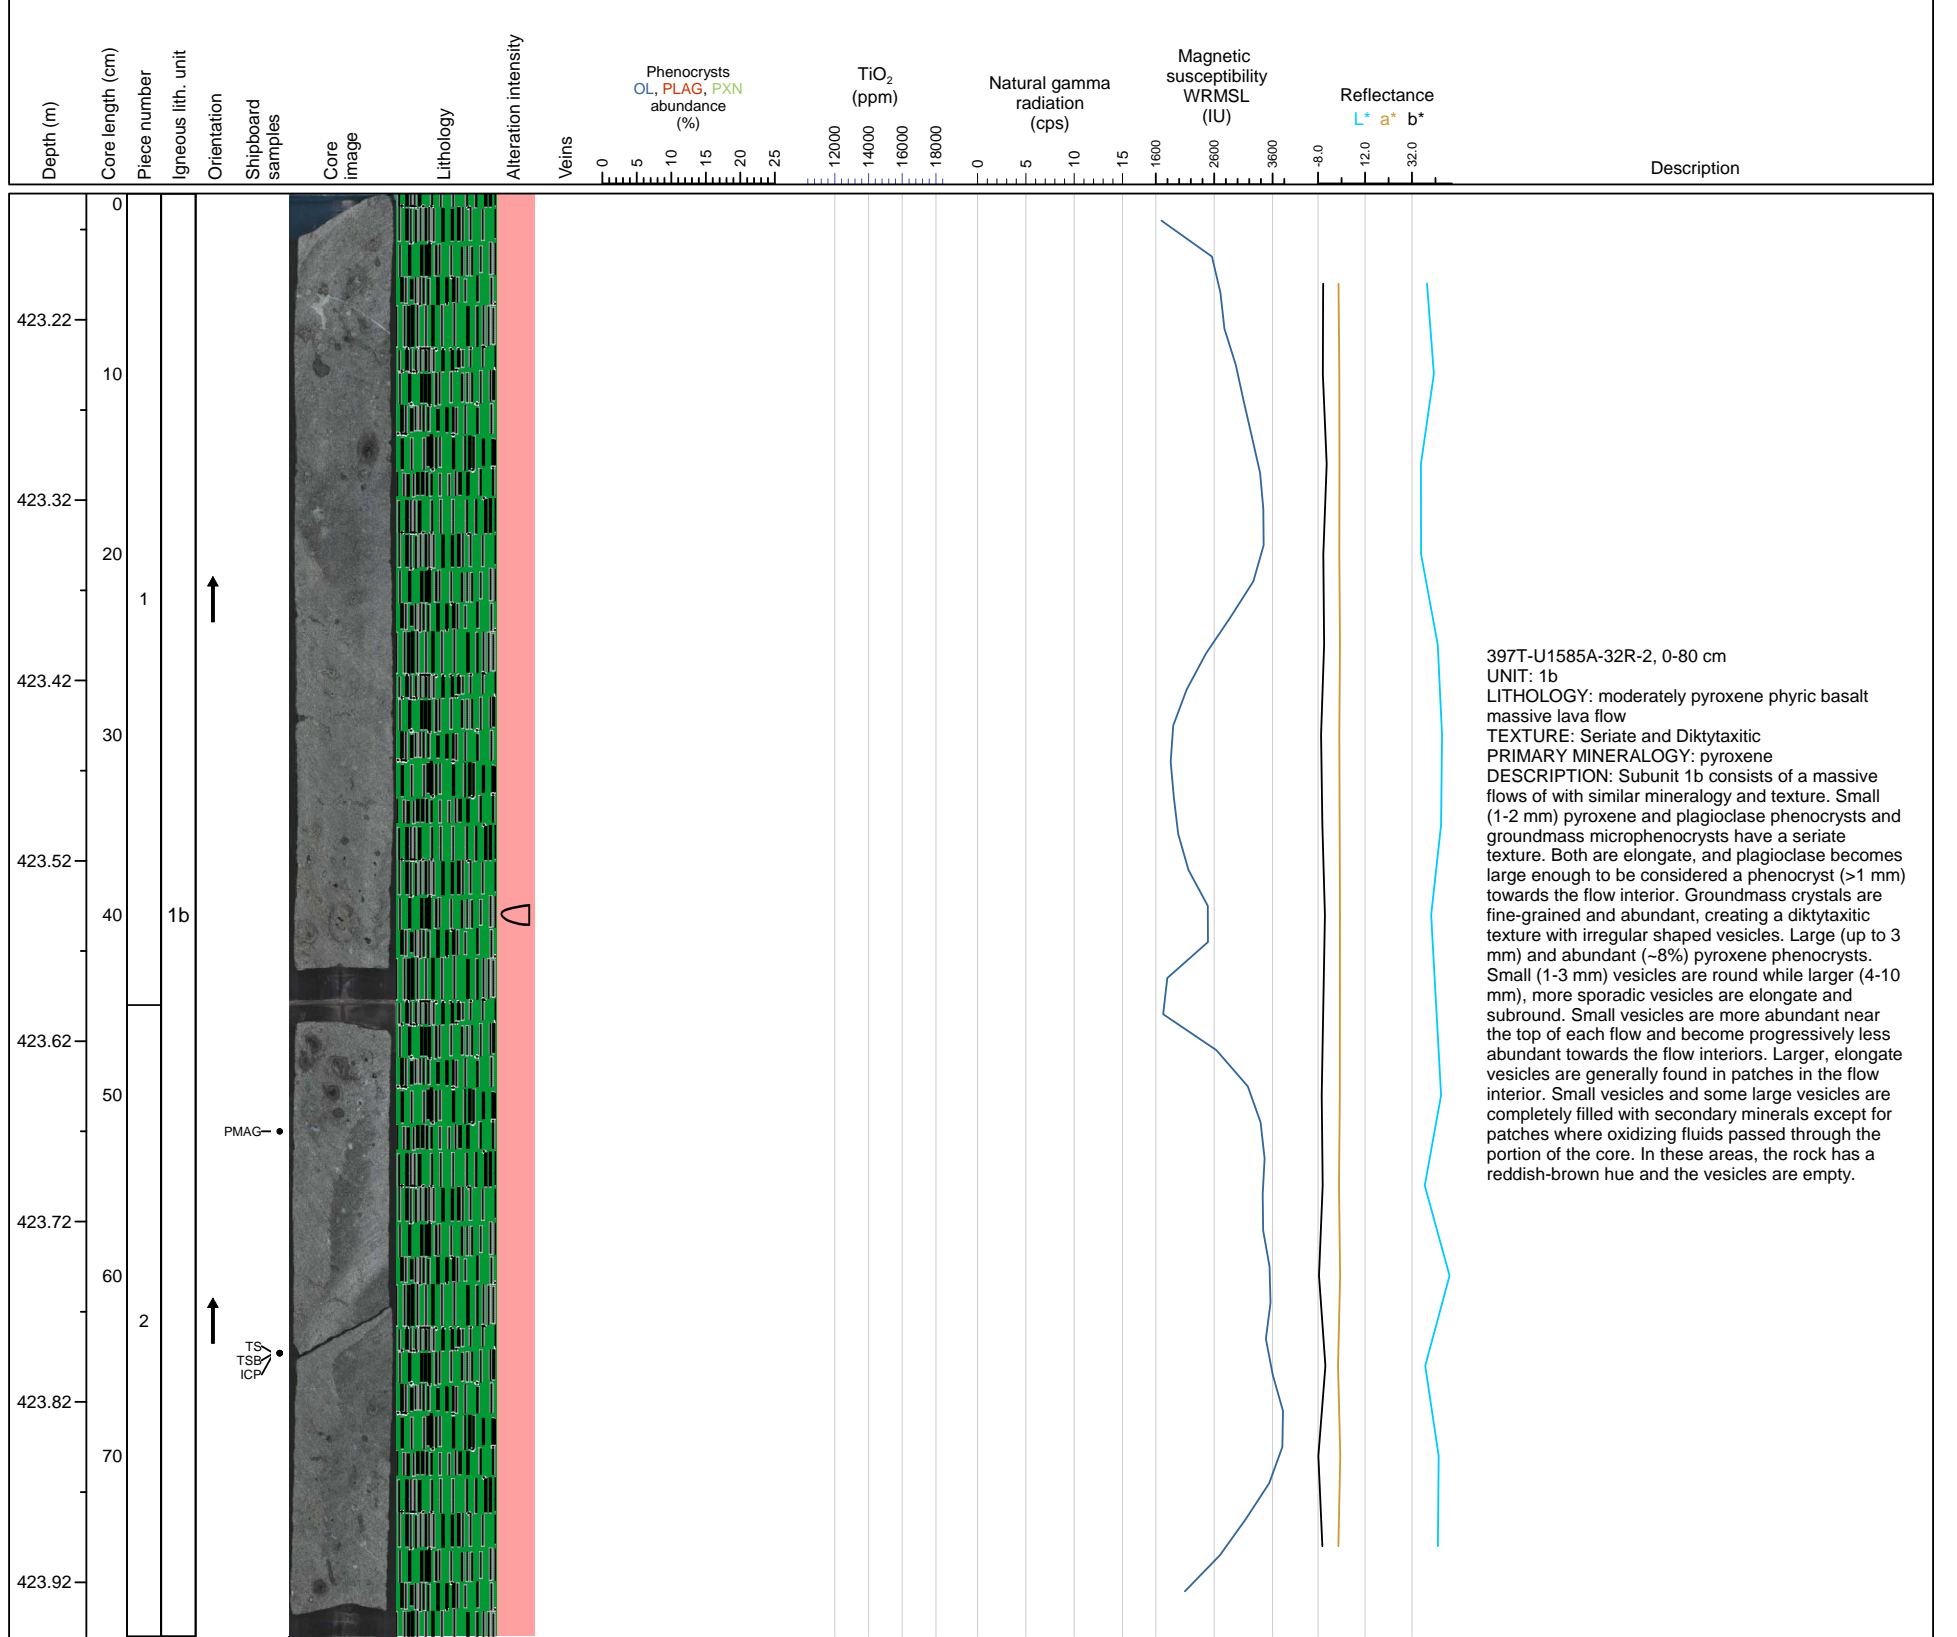 Depth (m)
Core length (cm)
Piece number
Igneous lith. unit
Orientation
Shipboard
samples
Core
image
Lithology
Alteration intensity
Veins
Phenocrysts
OL, PLAG, PXN
abundance
(%)
0 5 10 15 20 25
TiO2
(ppm)
12000 14000 16000 18000
Natural gamma
radiation
(cps)
0 5 10 15
Magnetic
susceptibility
WRMSL
(IU)
1600 2600 3600
Reflectance
L* a* b*
-8.0 12.0 32.0
Description
0
423.22
10
423.32
20
1
423.42
30
423.52
40
1b
423.62
50
PMAG
423.72
60
2
TS
TSB
ICP
423.82
70
423.92
397T-U1585A-32R-2, 0-80 cm
UNIT: 1b
LITHOLOGY: moderately pyroxene phyric basalt
massive lava flow
TEXTURE: Seriate and Diktytaxitic
PRIMARY MINERALOGY: pyroxene
DESCRIPTION: Subunit 1b consists of a massive
flows of with similar mineralogy and texture. Small
(1-2 mm) pyroxene and plagioclase phenocrysts and
groundmass microphenocrysts have a seriate
texture. Both are elongate, and plagioclase becomes
large enough to be considered a phenocryst (>1 mm)
towards the flow interior. Groundmass crystals are
fine-grained and abundant, creating a diktytaxitic
texture with irregular shaped vesicles. Large (up to 3
mm) and abundant (~8%) pyroxene phenocrysts.
Small (1-3 mm) vesicles are round while larger (4-10
mm), more sporadic vesicles are elongate and
subround. Small vesicles are more abundant near
the top of each flow and become progressively less
abundant towards the flow interiors. Larger, elongate
vesicles are generally found in patches in the flow
interior. Small vesicles and some large vesicles are
completely filled with secondary minerals except for
patches where oxidizing fluids passed through the
portion of the core. In these areas, the rock has a
reddish-brown hue and the vesicles are empty.